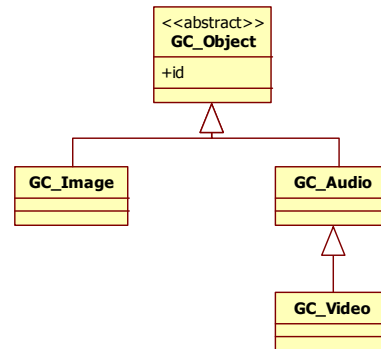 <<abstract>>
GC_Object
+id
GC_Image
GC_Audio
GC_Video